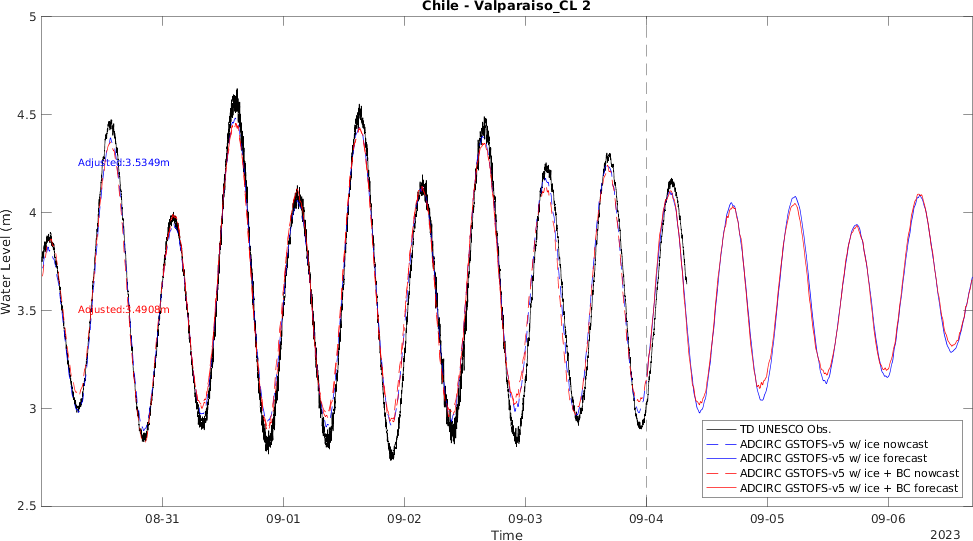 Chile - Valparaiso_CL 2
5
4.5
4
3.5
3
2.5
Water Level (m)
Adjusted:3.5349m
Adjusted:3.4908m
TD UNESCO Obs.
ADCIRC GSTOFS-v5 w/ ice nowcast
ADCIRC GSTOFS-v5 w/ ice forecast
ADCIRC GSTOFS-v5 w/ ice + BC nowcast
ADCIRC GSTOFS-v5 w/ ice + BC forecast
08-31 09-01 09-02 09-03 09-04 09-05 09-06
Time
2023